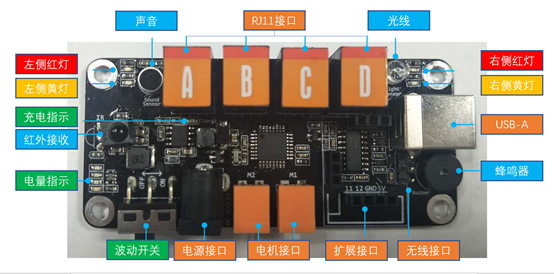 声音
RJ11接口
光线
左侧红灯
右侧红灯
左侧黄灯
右侧黄灯
A
B
C
D
Sound
Sensor
Sensor
充电指示
USB-A
IR
红外接收
电量指示
蜂鸣器
OFF
ON
M2
M1
11 12 GND 5V
Buzzer
波动开关
电源接口
电机接口
扩展接口
无线接口